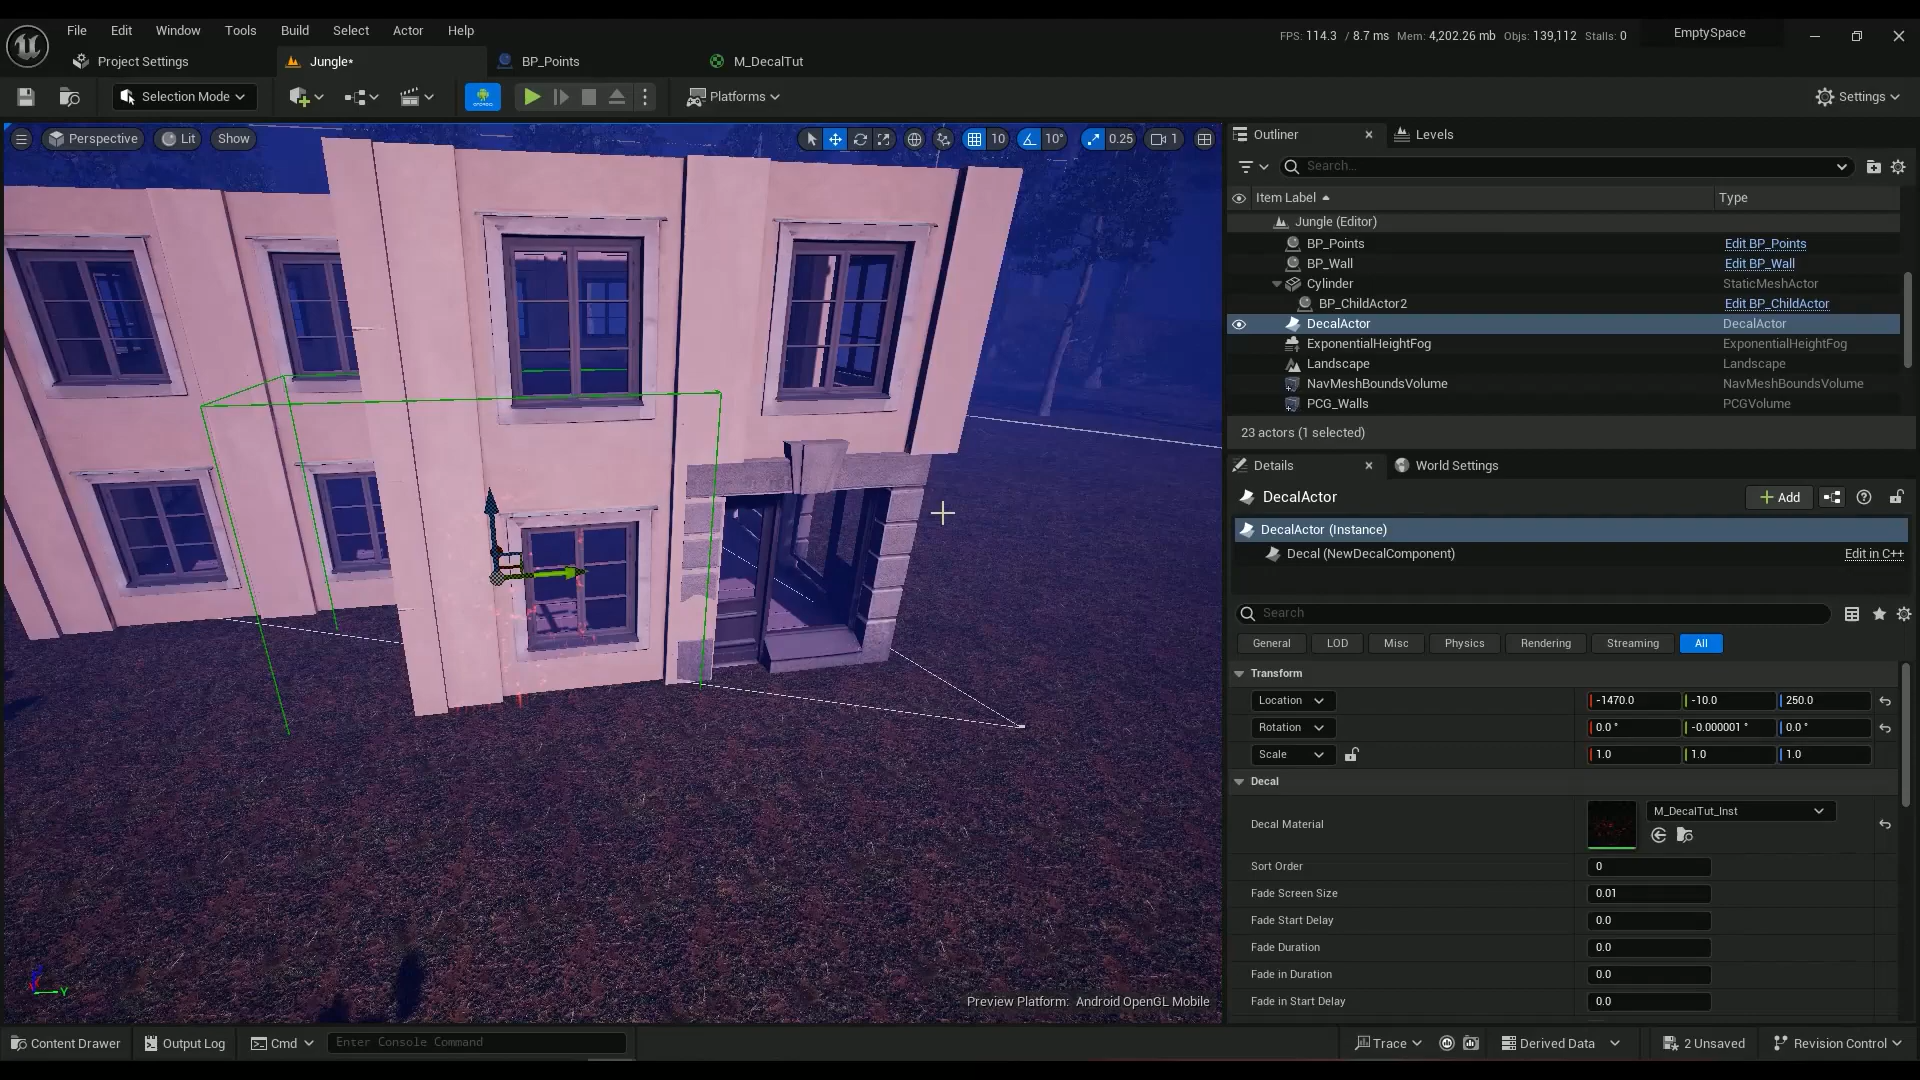 File Edit Window Tools Build Select Actor Help
FPS: 114.3 / 8.7 ms Mem: 4,202.26 mb Objs: 139,112 Stalls: 0
EmptySpace
Project Settings
Jungle*
BP_Points
M_DecalTut
Selection Mode
Platforms
Settings
Perspective
Lit
Show
10
10°
0.25
1
Outliner
Levels
Search...
Item Label
Type
Jungle (Editor)
BP_Points Edit BP_Points
BP_Wall Edit BP_Wall
Cylinder StaticMeshActor
BP_ChildActor2 Edit BP_ChildActor
DecalActor DecalActor
ExponentialHeightFog ExponentialHeightFog
Landscape Landscape
NavMeshBoundsVolume NavMeshBoundsVolume
PCG_Walls PCGVolume
23 actors (1 selected)
Details
World Settings
DecalActor
Add
DecalActor (Instance)
Decal (NewDecalComponent) Edit in C++
Search
General LOD Misc Physics Rendering Streaming All
Transform
Location -1470.0 -10.0 250.0
Rotation 0.0 ° -0.000001 ° 0.0 °
Scale 1.0 1.0 1.0
Decal
Decal Material M_DecalTut_Inst
Sort Order 0
Fade Screen Size 0.01
Fade Start Delay 0.0
Fade Duration 0.0
Fade in Duration 0.0
Fade in Start Delay 0.0
Y
Preview Platform: Android OpenGL Mobile
Content Drawer
Output Log
Cmd
Enter Console Command
Trace
Derived Data
2 Unsaved
Revision Control